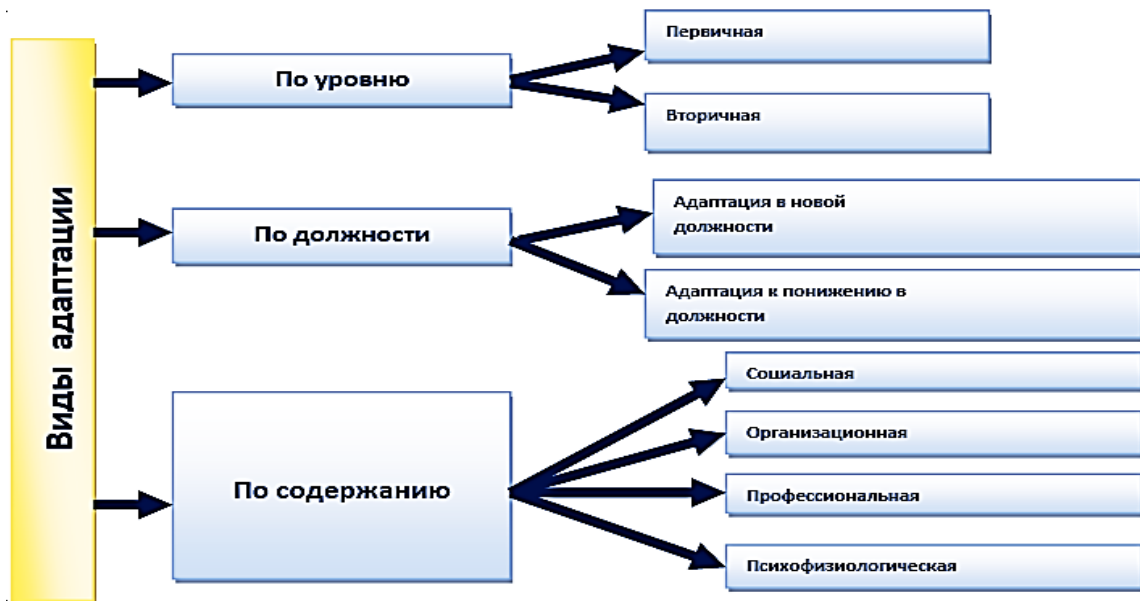 Виды адаптации
По уровню
Первичная
Вторичная
По должности
Адаптация в новой
должности
Адаптация к понижению в
должности
По содержанию
Социальная
Организационная
Профессиональная
Психофизиологическая